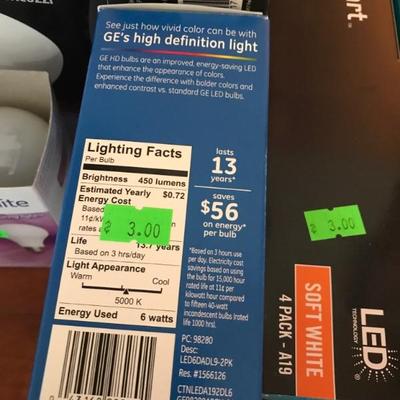 See just how vivid color can be with
GE's high definition light
GE HD bulbs are an improved, energy-saving LED
that enhance the appearance of colors.
Experience the difference with bolder colors and
enhanced contrast vs. standard GE LED bulbs.
Lighting Facts
Per Bulb
Brightness 450 lumens
Estimated Yearly $0.72
Energy Cost
Based
11¢/kW
rates a
Life 13.7 years
Based on 3 hrs/day
Light Appearance
Warm Cool
5000 K
Energy Used 6 watts
lasts
13
years*
saves
$56
on energy*
per bulb
*Based on 3 hours use
per day. Electricity cost
savings based on using
the bulb for 15,000 hour
rated life at 11¢ per
kilowatt hour compared
to fifteen 40-watt
incandescent bulbs (rated
life 1000 hrs).
PC: 98280
Desc:
LED6DADL9-2PK
Res. #1566126
CTNLEDA192DL6
3.00
3.00
art
SOFT WHITE
4 PACK - A19
LED
TECHNOLOGY